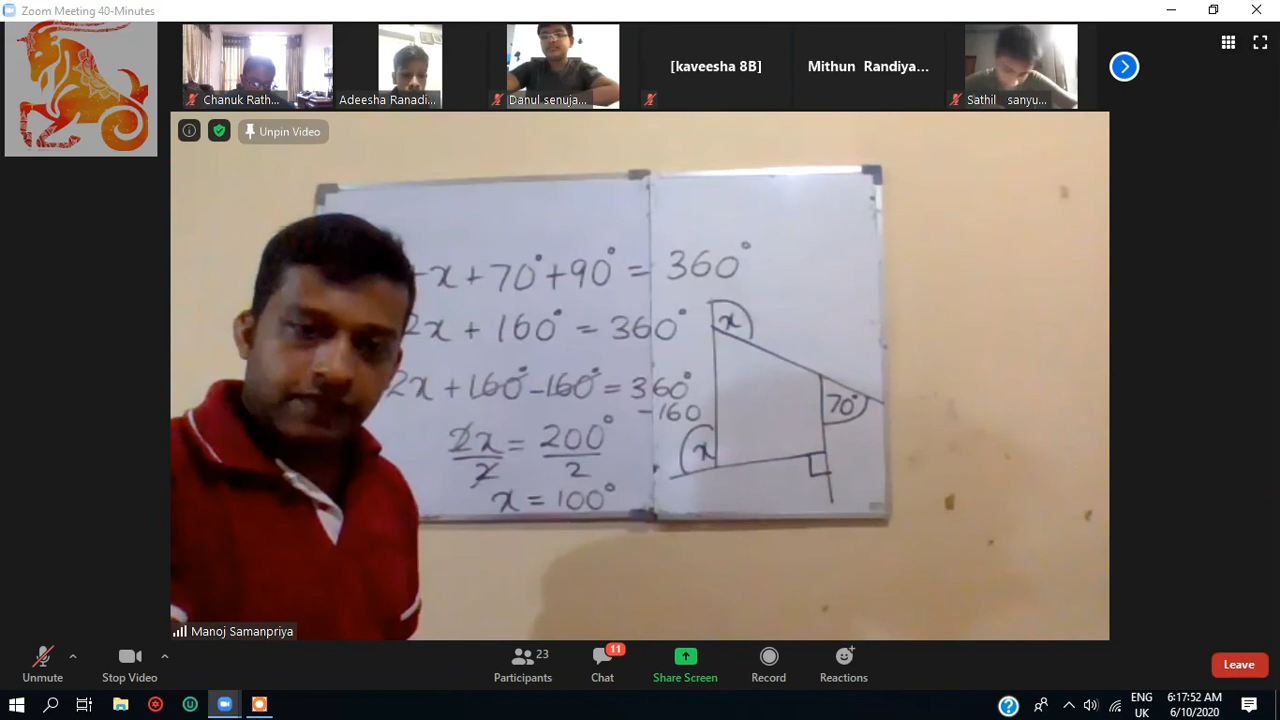 Zoom Meeting 40-Minutes
Chanuk Rath...
Adeesha Ranadi...
Danul senuja...
[kaveesha 8B]
Mithun Randiya...
Sathil sanyu...
Unpin Video
x + 70° + 90° = 360°
2x + 160° = 360°
2x + 160° - 160° = 360°
- 160
2x = 200°
2 2
x = 100°
x
70°
x
Manoj Samanpriya
Unmute
Stop Video
23
Participants
11
Chat
Share Screen
Record
Reactions
Leave
ENG
UK
6:17:52 AM
6/10/2020